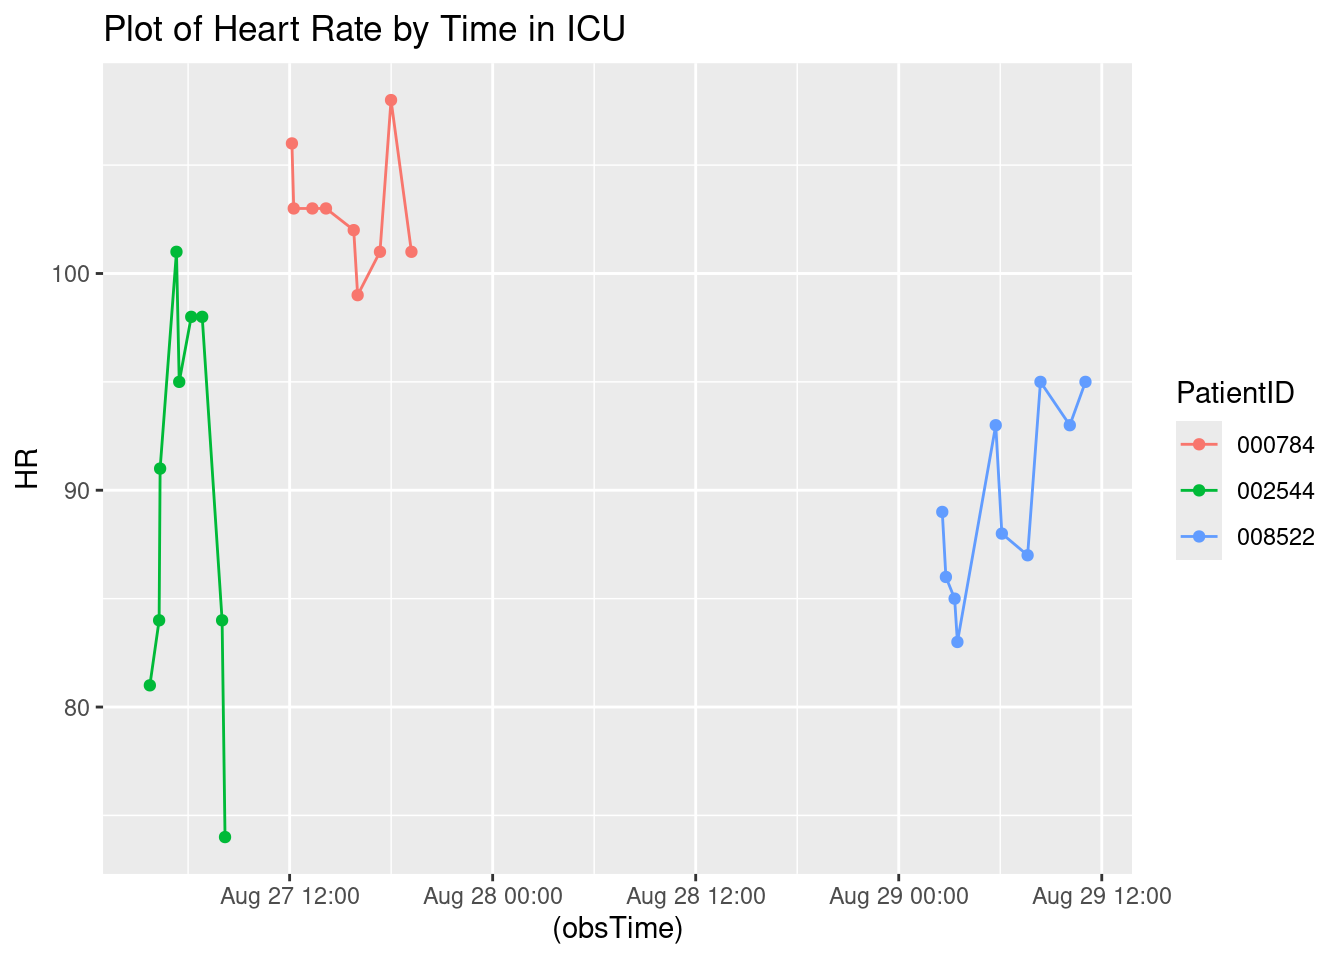 Plot of Heart Rate by Time in ICU
HR
100
90
80
Aug 27 12:00 Aug 28 00:00 Aug 28 12:00 Aug 29 00:00 Aug 29 12:00
(obsTime)
PatientID
000784
002544
008522